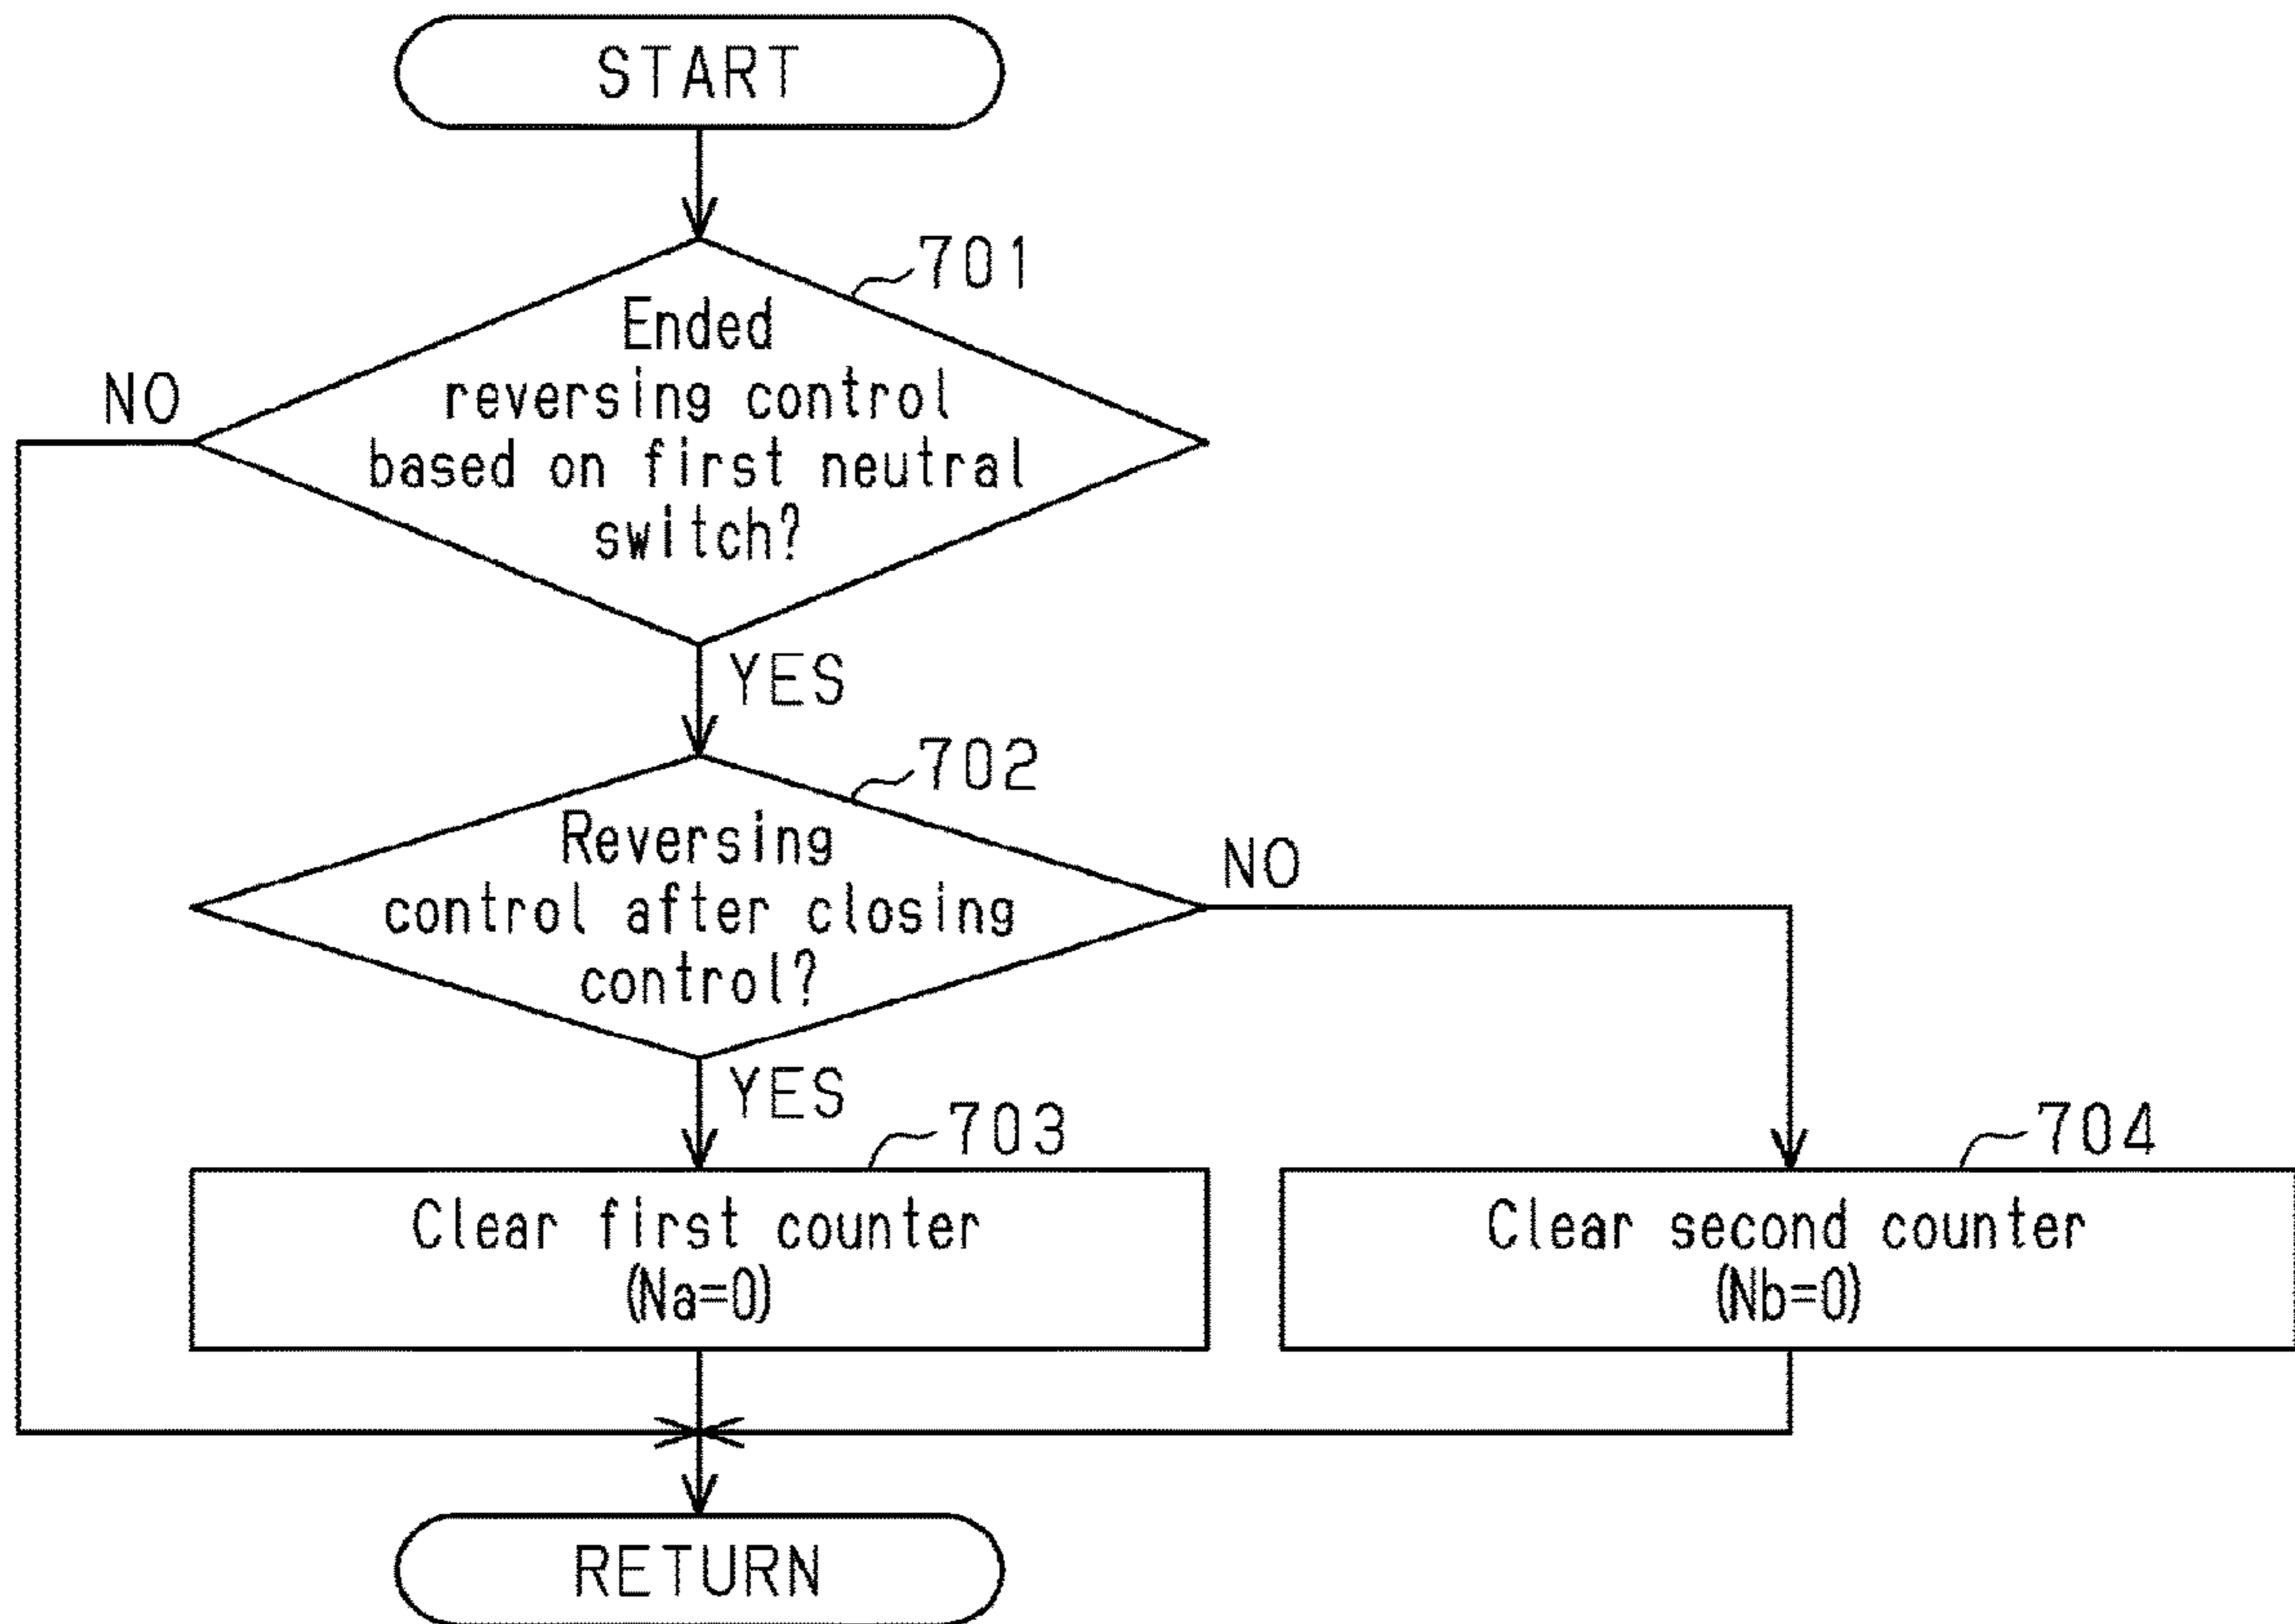 START
701
Ended
reversing control
based on first neutral
switch?
NO
YES
702
Reversing
control after closing
control?
NO
YES
703
Clear first counter
(Na=0)
704
Clear second counter
(Nb=0)
RETURN